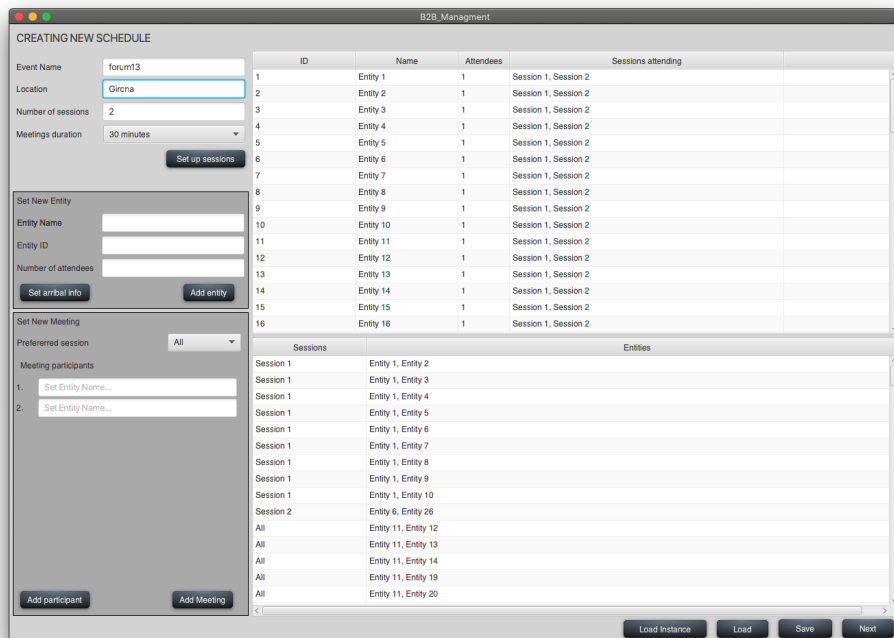 B2B_Managment
CREATING NEW SCHEDULE
Event Name forum13
Location Gircna
Number of sessions 2
Meetings duration 30 minutes
Set up sessions
Set New Entity
Entity Name
Entity ID
Number of attendees
Set arribal info Add entity
Set New Meeting
Prefererred session All
Meeting participants
1. Set Entity Name...
2. Set Entity Name...
Add participant Add Meeting
ID Name Attendees Sessions attending
1 Entity 1 1 Session 1, Session 2
2 Entity 2 1 Session 1, Session 2
3 Entity 3 1 Session 1, Session 2
4 Entity 4 1 Session 1, Session 2
5 Entity 5 1 Session 1, Session 2
6 Entity 6 1 Session 1, Session 2
7 Entity 7 1 Session 1, Session 2
8 Entity 8 1 Session 1, Session 2
9 Entity 9 1 Session 1, Session 2
10 Entity 10 1 Session 1, Session 2
11 Entity 11 1 Session 1, Session 2
12 Entity 12 1 Session 1, Session 2
13 Entity 13 1 Session 1, Session 2
14 Entity 14 1 Session 1, Session 2
15 Entity 15 1 Session 1, Session 2
16 Entity 16 1 Session 1, Session 2
Sessions Entities
Session 1 Entity 1, Entity 2
Session 1 Entity 1, Entity 3
Session 1 Entity 1, Entity 4
Session 1 Entity 1, Entity 5
Session 1 Entity 1, Entity 6
Session 1 Entity 1, Entity 7
Session 1 Entity 1, Entity 8
Session 1 Entity 1, Entity 9
Session 1 Entity 1, Entity 10
Session 2 Entity 6, Entity 26
All Entity 11, Entity 12
All Entity 11, Entity 13
All Entity 11, Entity 14
All Entity 11, Entity 19
All Entity 11, Entity 20
Load Instance Load Save Next